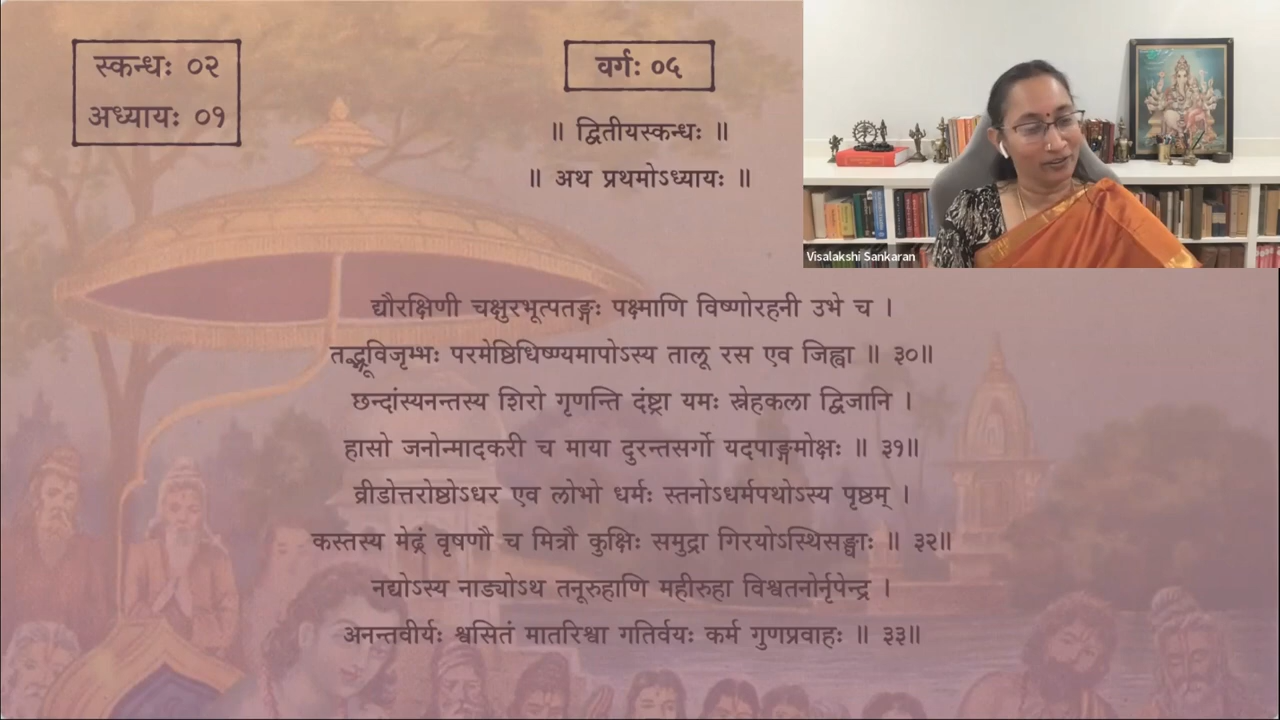 स्कन्धः ०२
अध्यायः ०१
वर्गः ०५
॥ द्वितीयस्कन्धः ॥
॥ अथ प्रथमोऽध्यायः ॥
Visalakshi Sankaran
द्यौरक्षिणी चक्षुरभूत्पतङ्गः पक्ष्माणि विष्णोरहनी उभे च ।
तद्भ्रूविजृम्भः परमेष्ठिधिष्ण्यमापोऽस्य तालू रस एव जिह्वा ॥ ३०॥
छन्दांस्यनन्तस्य शिरो गृणन्ति दंष्ट्रा यमः स्नेहकला द्विजानि ।
हासो जनोन्मादकरी च माया दुरन्तसर्गो यदपाङ्गमोक्षः ॥ ३१॥
व्रीडोत्तरोष्ठोऽधर एव लोभो धर्मः स्तनोऽधर्मपथोऽस्य पृष्ठम् ।
कस्तस्य मेढ्रं वृषणौ च मित्रौ कुक्षिः समुद्रा गिरयोऽस्थिसङ्घाः ॥ ३२॥
नद्योऽस्य नाड्योऽथ तनूरुहाणि महीरुहा विश्वतनोर्नृपेन्द्र ।
अनन्तवीर्यः श्वसितं मातरिश्वा गतिर्वयः कर्म गुणप्रवाहः ॥ ३३॥